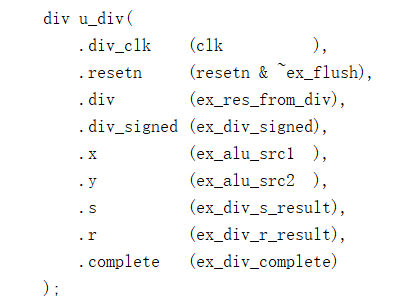 div u_div(
    .div_clk    (clk           ),
    .resetn     (resetn & ~ex_flush),
    .div        (ex_res_from_div),
    .div_signed (ex_div_signed),
    .x          (ex_alu_src1  ),
    .y          (ex_alu_src2  ),
    .s          (ex_div_s_result),
    .r          (ex_div_r_result),
    .complete   (ex_div_complete)
);